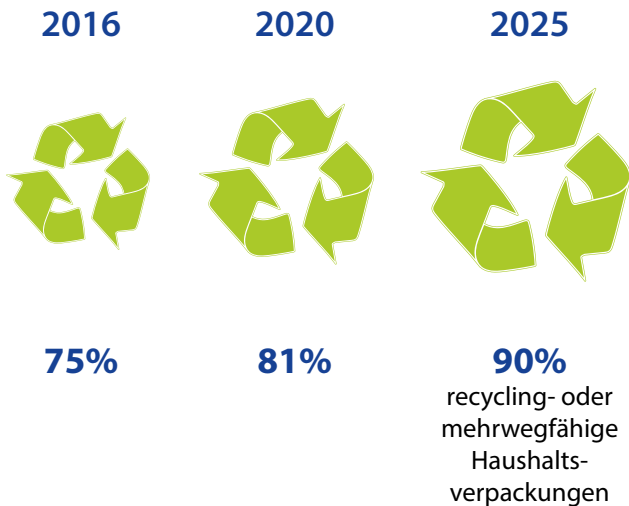 2016 2020 2025
75% 81% 90%
recycling- oder
mehrwegfähige
Haushalts-
verpackungen